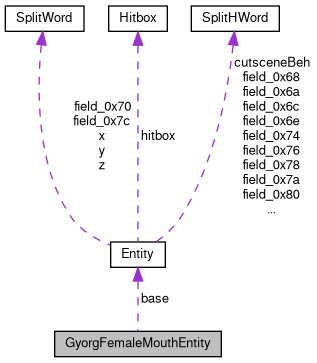 SplitWord
Hitbox
SplitHWord
field_0x70
field_0x7c
x
y
z
hitbox
cutsceneBeh
field_0x68
field_0x6a
field_0x6c
field_0x6e
field_0x74
field_0x76
field_0x78
field_0x7a
field_0x80
...
Entity
base
GyorgFemaleMouthEntity